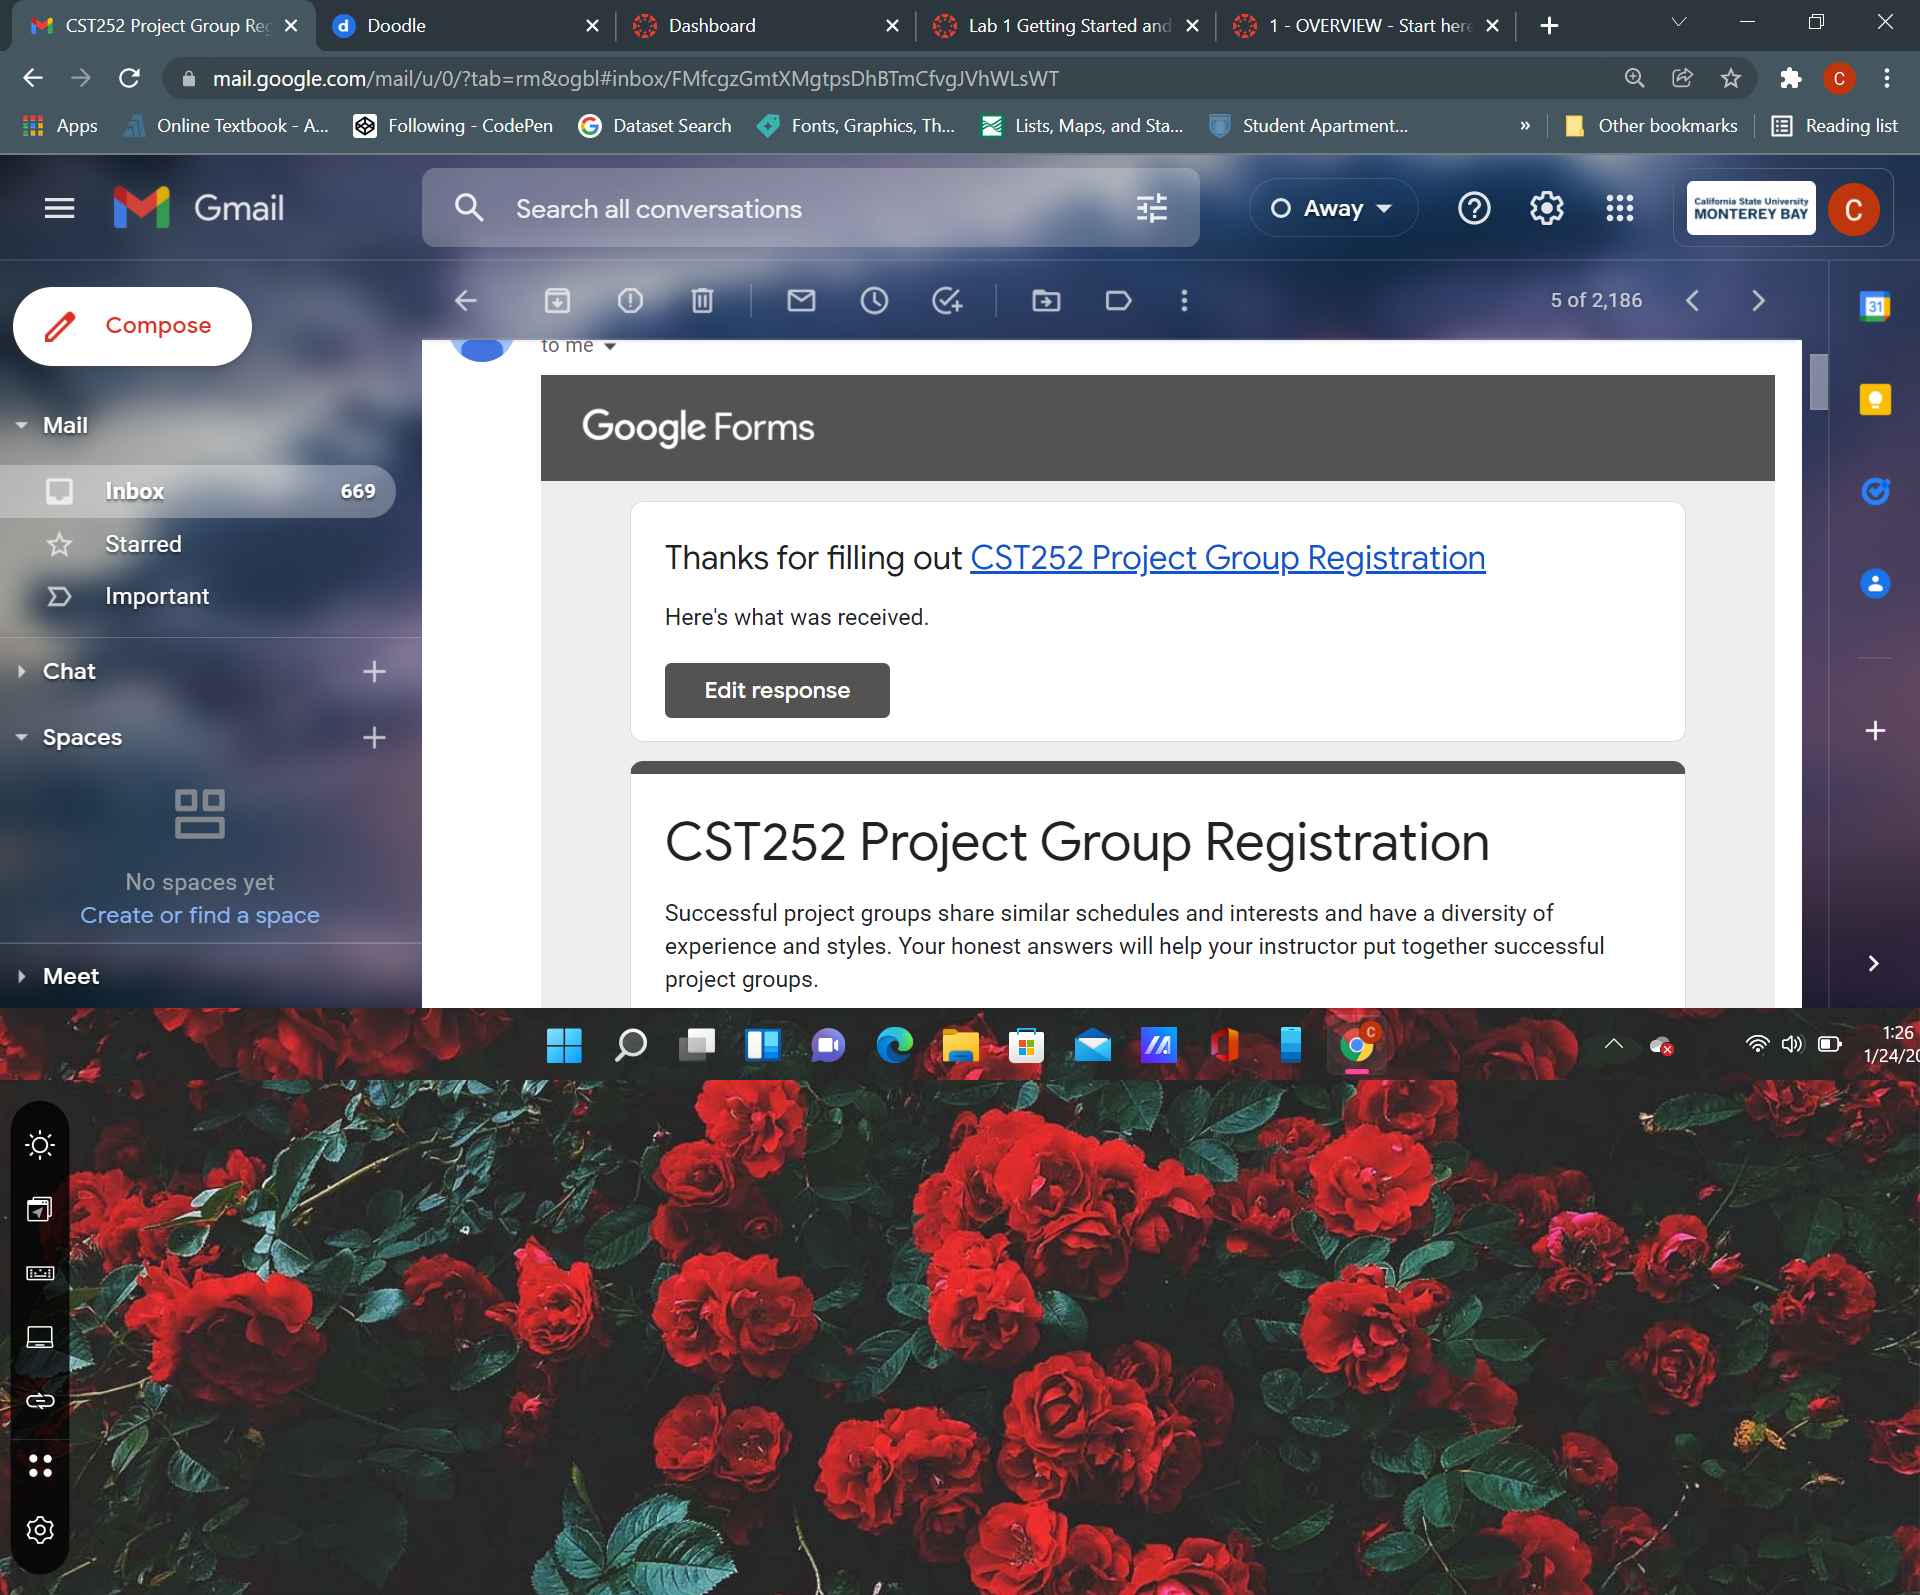 CST252 Project Group Reg
Doodle
Dashboard
Lab 1 Getting Started and
1 - OVERVIEW - Start here
mail.google.com/mail/u/0/?tab=rm&ogbl#inbox/FMfcgzGmtXMgtpsDhBTmCfvgJVhWLsWT
C
Apps
Online Textbook - A...
Following - CodePen
Dataset Search
Fonts, Graphics, Th...
Lists, Maps, and Sta...
Student Apartment...
»
Other bookmarks
Reading list
Gmail
Search all conversations
Away
California State University
MONTEREY BAY
C
Compose
5 of 2,186
31
to me
Mail
Google Forms
Inbox 669
Thanks for filling out CST252 Project Group Registration
Starred
Important
Here's what was received.
Chat
Edit response
Spaces
CST252 Project Group Registration
No spaces yet
Create or find a space
Successful project groups share similar schedules and interests and have a diversity of
experience and styles. Your honest answers will help your instructor put together successful
project groups.
Meet
C
1:26
1/24/20